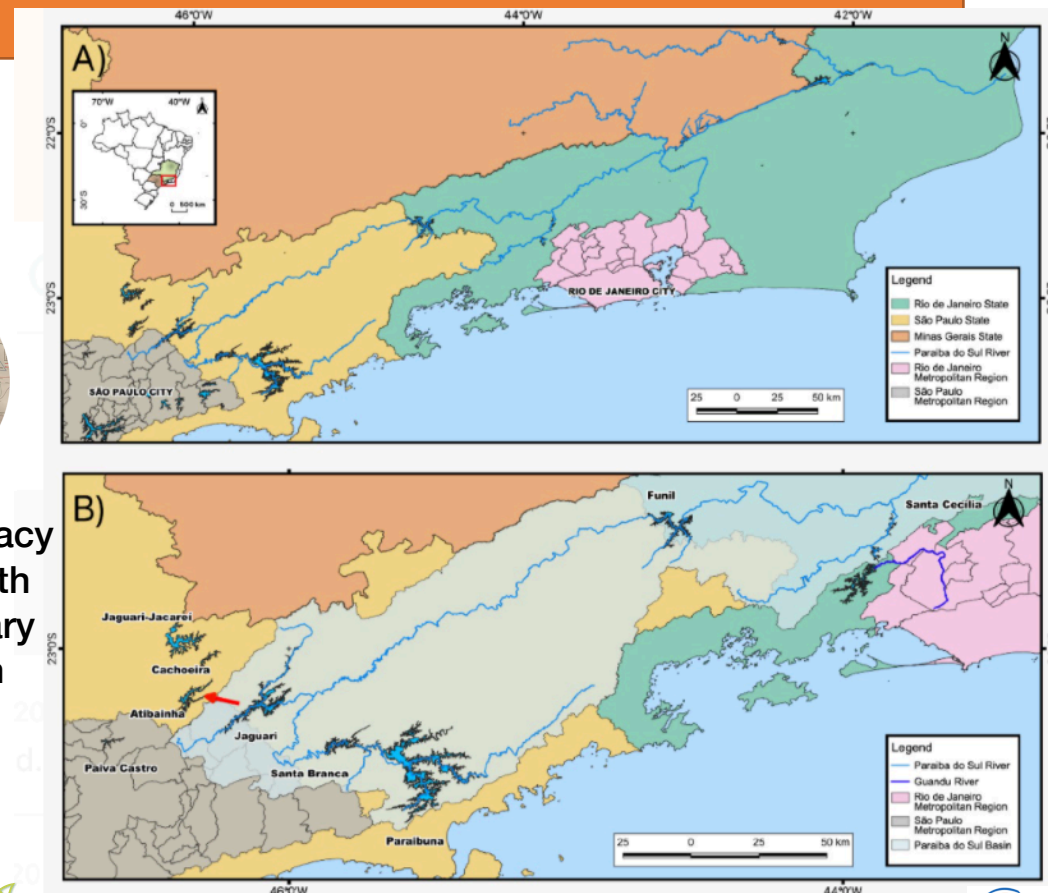 46°0'W 44°0'W 42°0'W
A)
N
70°W 40°W
0°
30°S
0 500 km
22°0'S
23°0'S
RIO DE JANEIRO CITY
SÃO PAULO CITY
25 0 25 50 km
Legend
Rio de Janeiro State
São Paulo State
Minas Gerais State
Paraiba do Sul River
Rio de Janeiro
Metropolitan Region
São Paulo
Metropolitan Region
acy
th
ary
B)
N
Funil
Santa Cecilia
Jaguari-Jacareí
Cachoeira
Atibainha
Jaguari
Paiva Castro
Santa Branca
Paraibuna
23°0'S
25 0 25 50 km
Legend
Paraiba do Sul River
Guandu River
Rio de Janeiro
Metropolitan Region
São Paulo
Metropolitan Region
Paraiba do Sul Basin
46°0'W 44°0'W